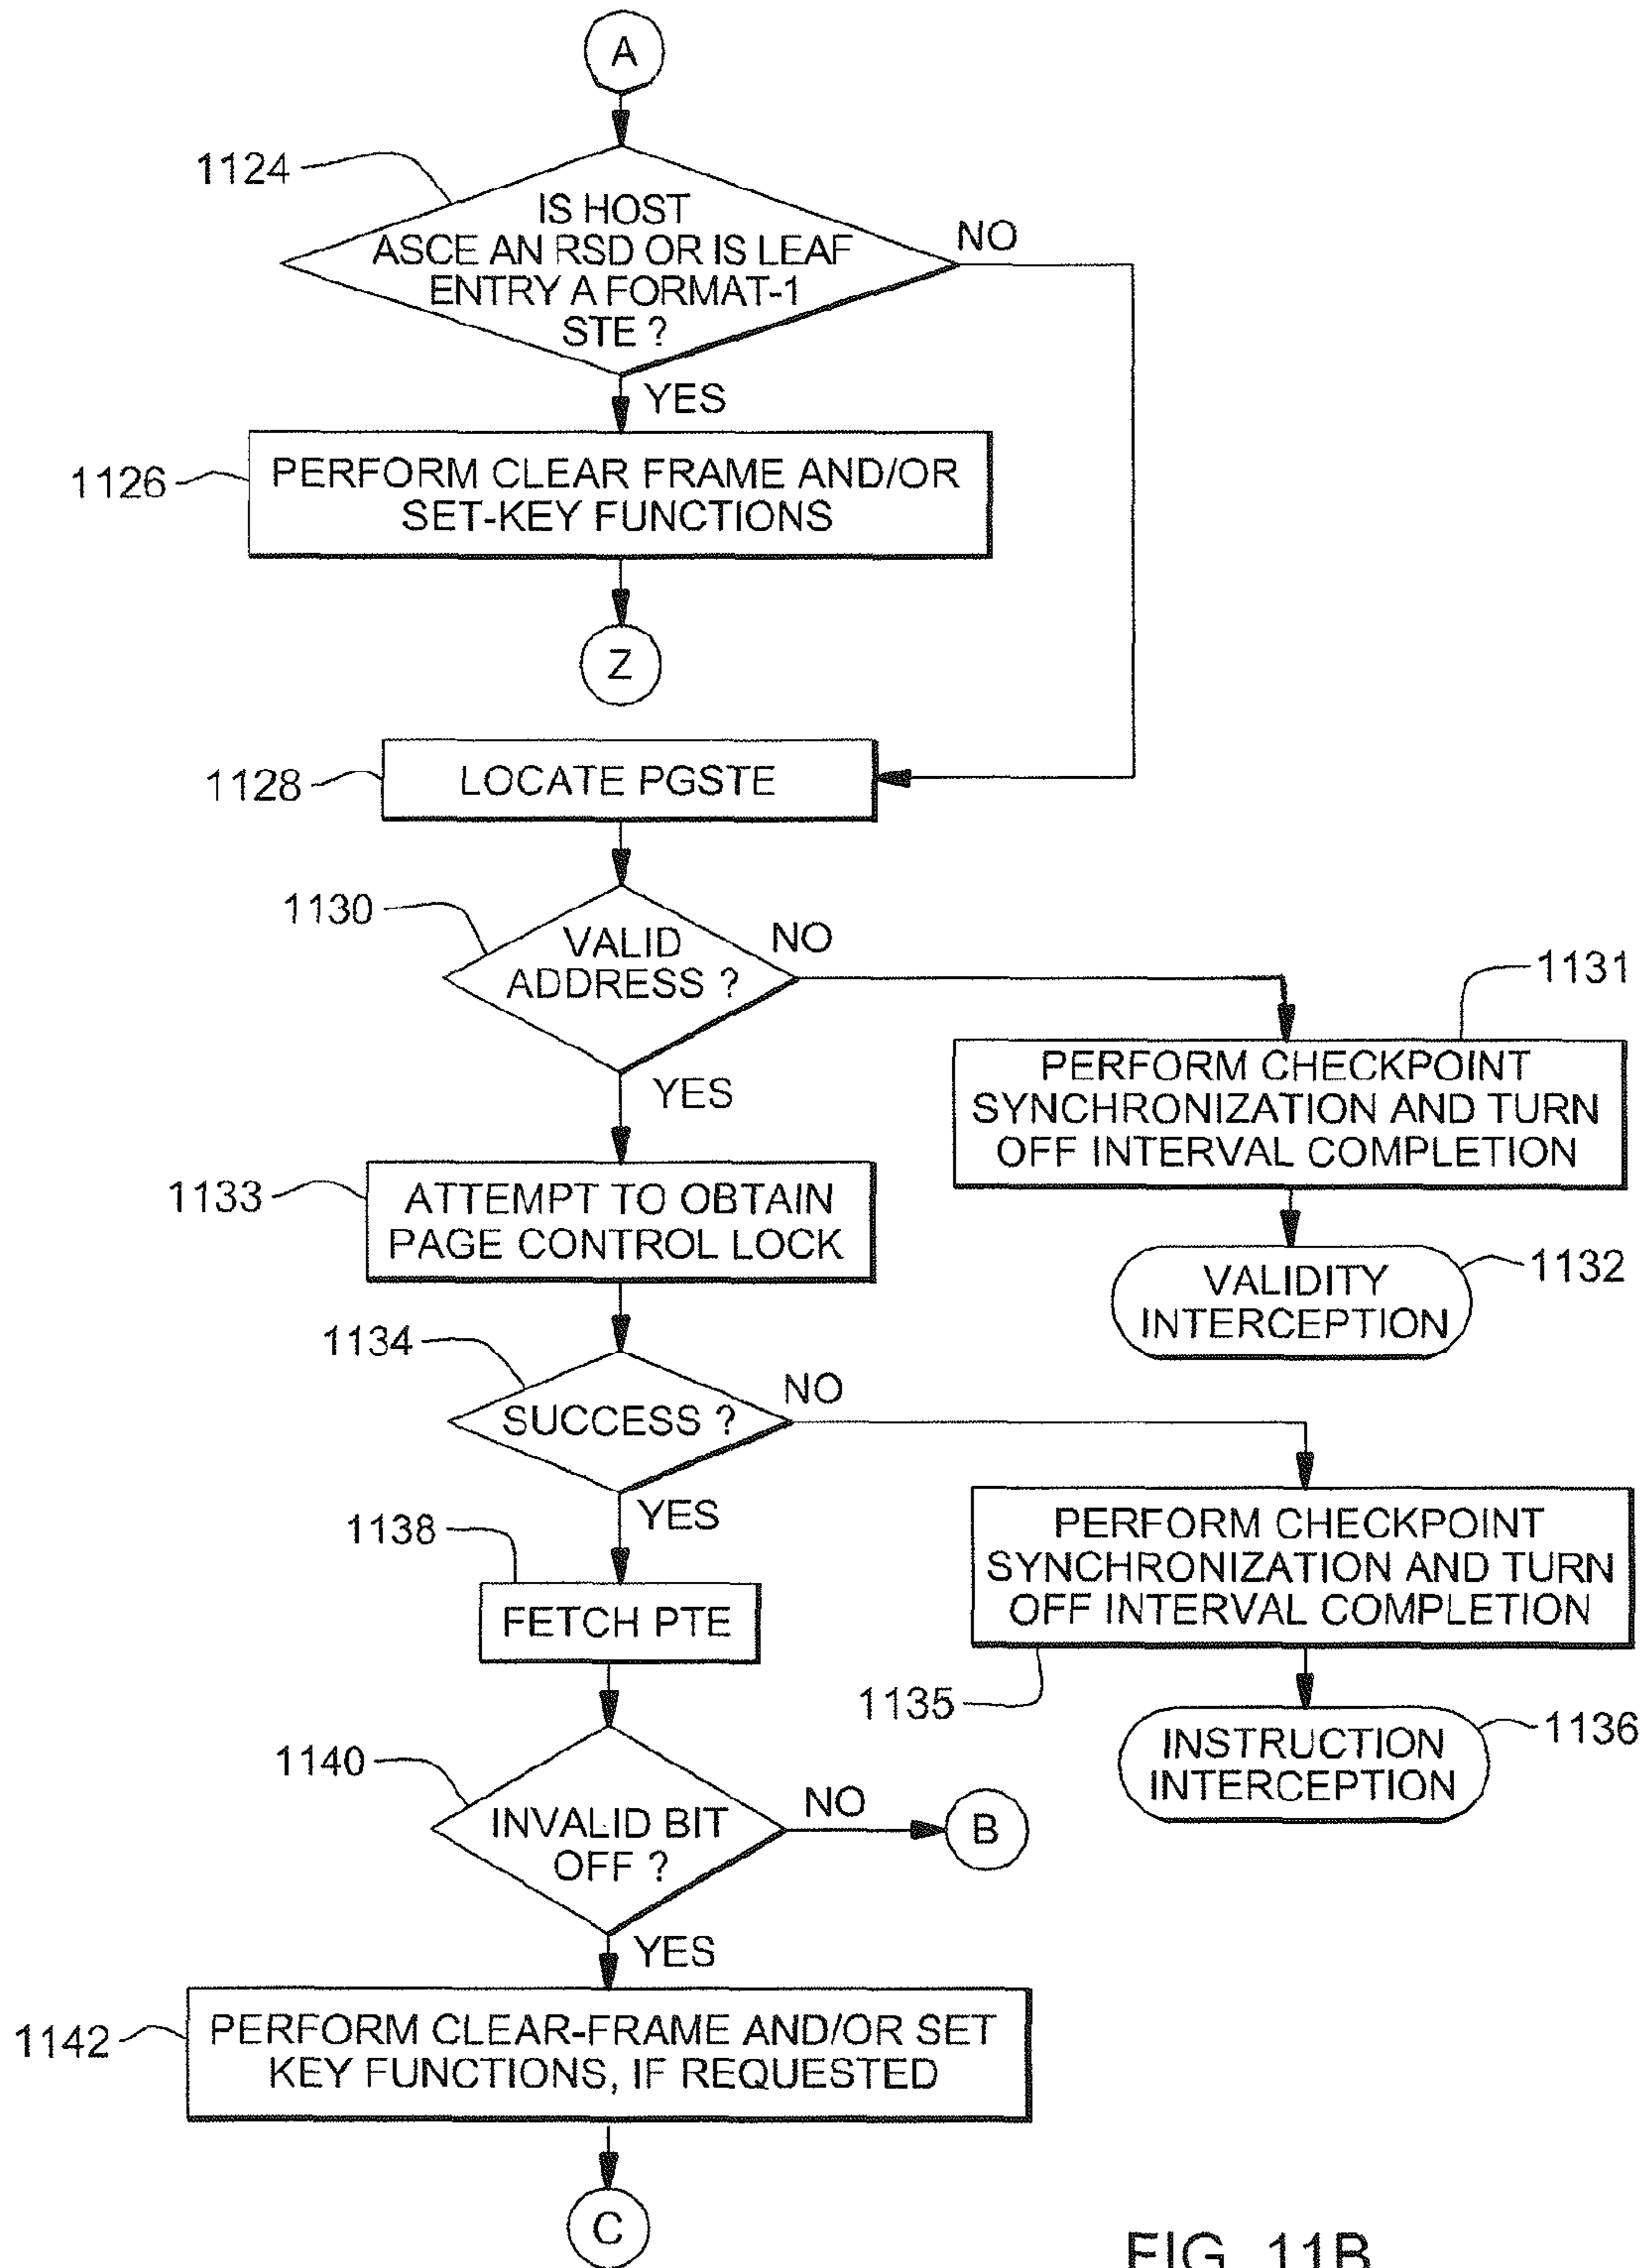 A
1124
IS HOST
ASCE AN RSD OR IS LEAF
ENTRY A FORMAT-1
STE ?
NO
YES
1126
PERFORM CLEAR FRAME AND/OR
SET-KEY FUNCTIONS
Z
1128
LOCATE PGSTE
1130
VALID
ADDRESS ?
NO
YES
1131
PERFORM CHECKPOINT
SYNCHRONIZATION AND TURN
OFF INTERVAL COMPLETION
1133
ATTEMPT TO OBTAIN
PAGE CONTROL LOCK
VALIDITY
INTERCEPTION
1132
1134
SUCCESS ?
NO
YES
1138
FETCH PTE
PERFORM CHECKPOINT
SYNCHRONIZATION AND TURN
OFF INTERVAL COMPLETION
1135
INSTRUCTION
INTERCEPTION
1136
1140
INVALID BIT
OFF ?
NO
B
YES
1142
PERFORM CLEAR-FRAME AND/OR SET
KEY FUNCTIONS, IF REQUESTED
C
FIG. 11B